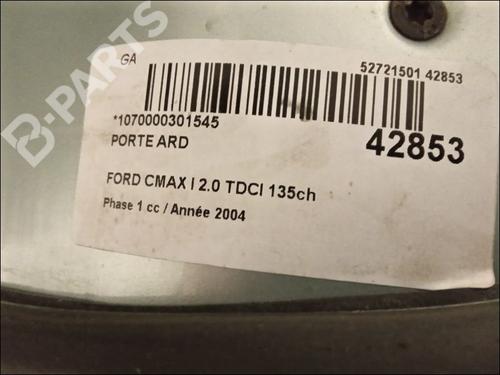 B-PARTS
GA
52721501 42853
*1070000301545
42853
PORTE ARD
FORD CMAX I 2.0 TDCI 135ch
Phase 1 cc / Année 2004